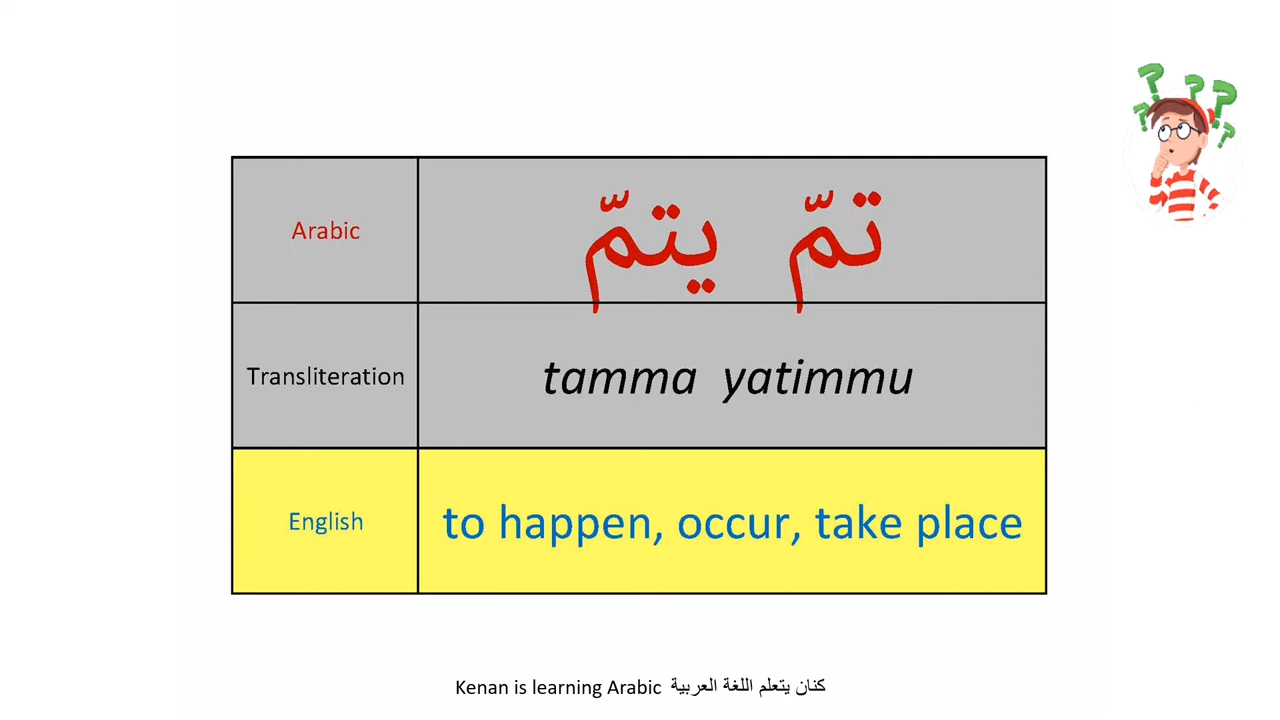 Arabic تمّ يتمّ
Transliteration tamma yatimmu
English to happen, occur, take place
Kenan is learning Arabic كنان يتعلم اللغة العربية